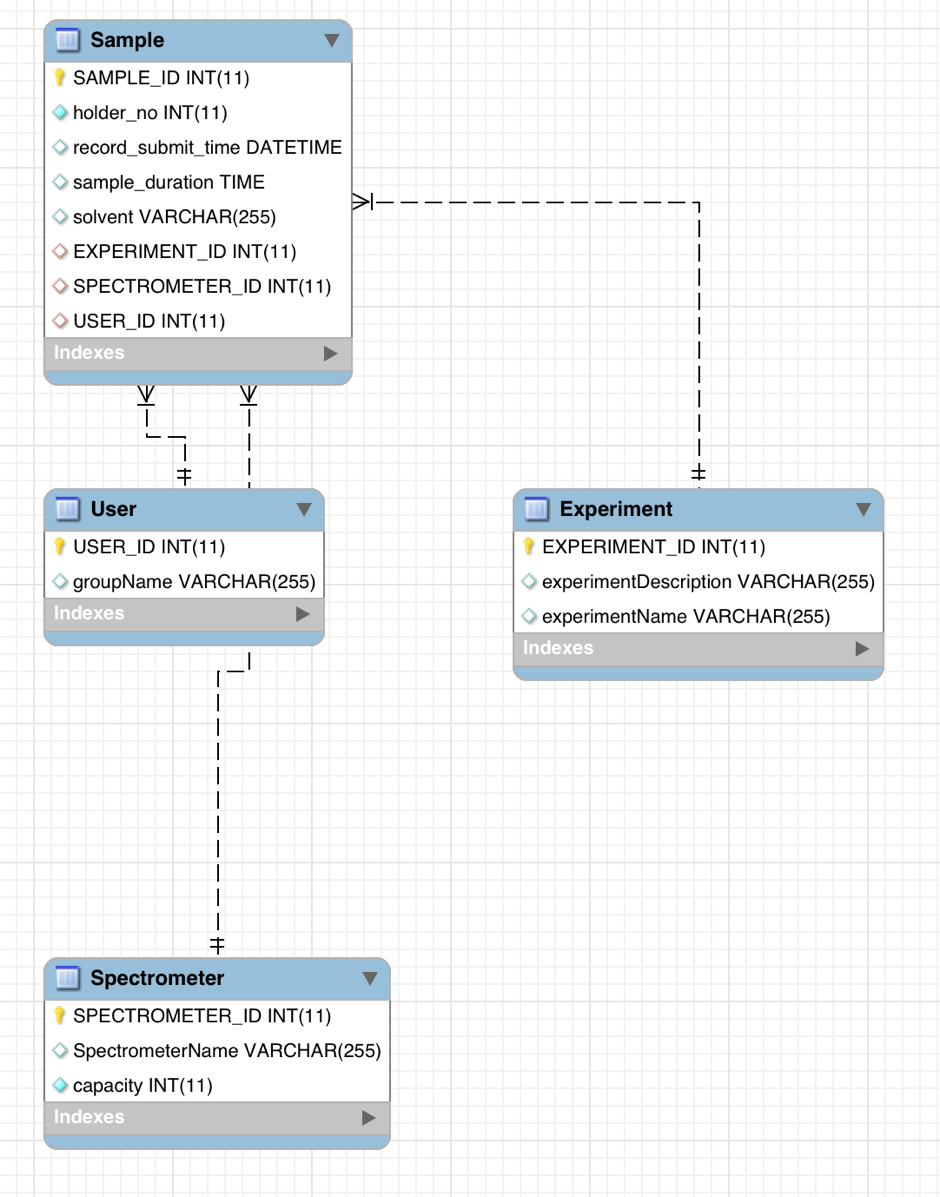 Sample
SAMPLE_ID INT(11)
holder_no INT(11)
record_submit_time DATETIME
sample_duration TIME
solvent VARCHAR(255)
EXPERIMENT_ID INT(11)
SPECTROMETER_ID INT(11)
USER_ID INT(11)
Indexes
User
USER_ID INT(11)
groupName VARCHAR(255)
Indexes
Experiment
EXPERIMENT_ID INT(11)
experimentDescription VARCHAR(255)
experimentName VARCHAR(255)
Indexes
Spectrometer
SPECTROMETER_ID INT(11)
SpectrometerName VARCHAR(255)
capacity INT(11)
Indexes